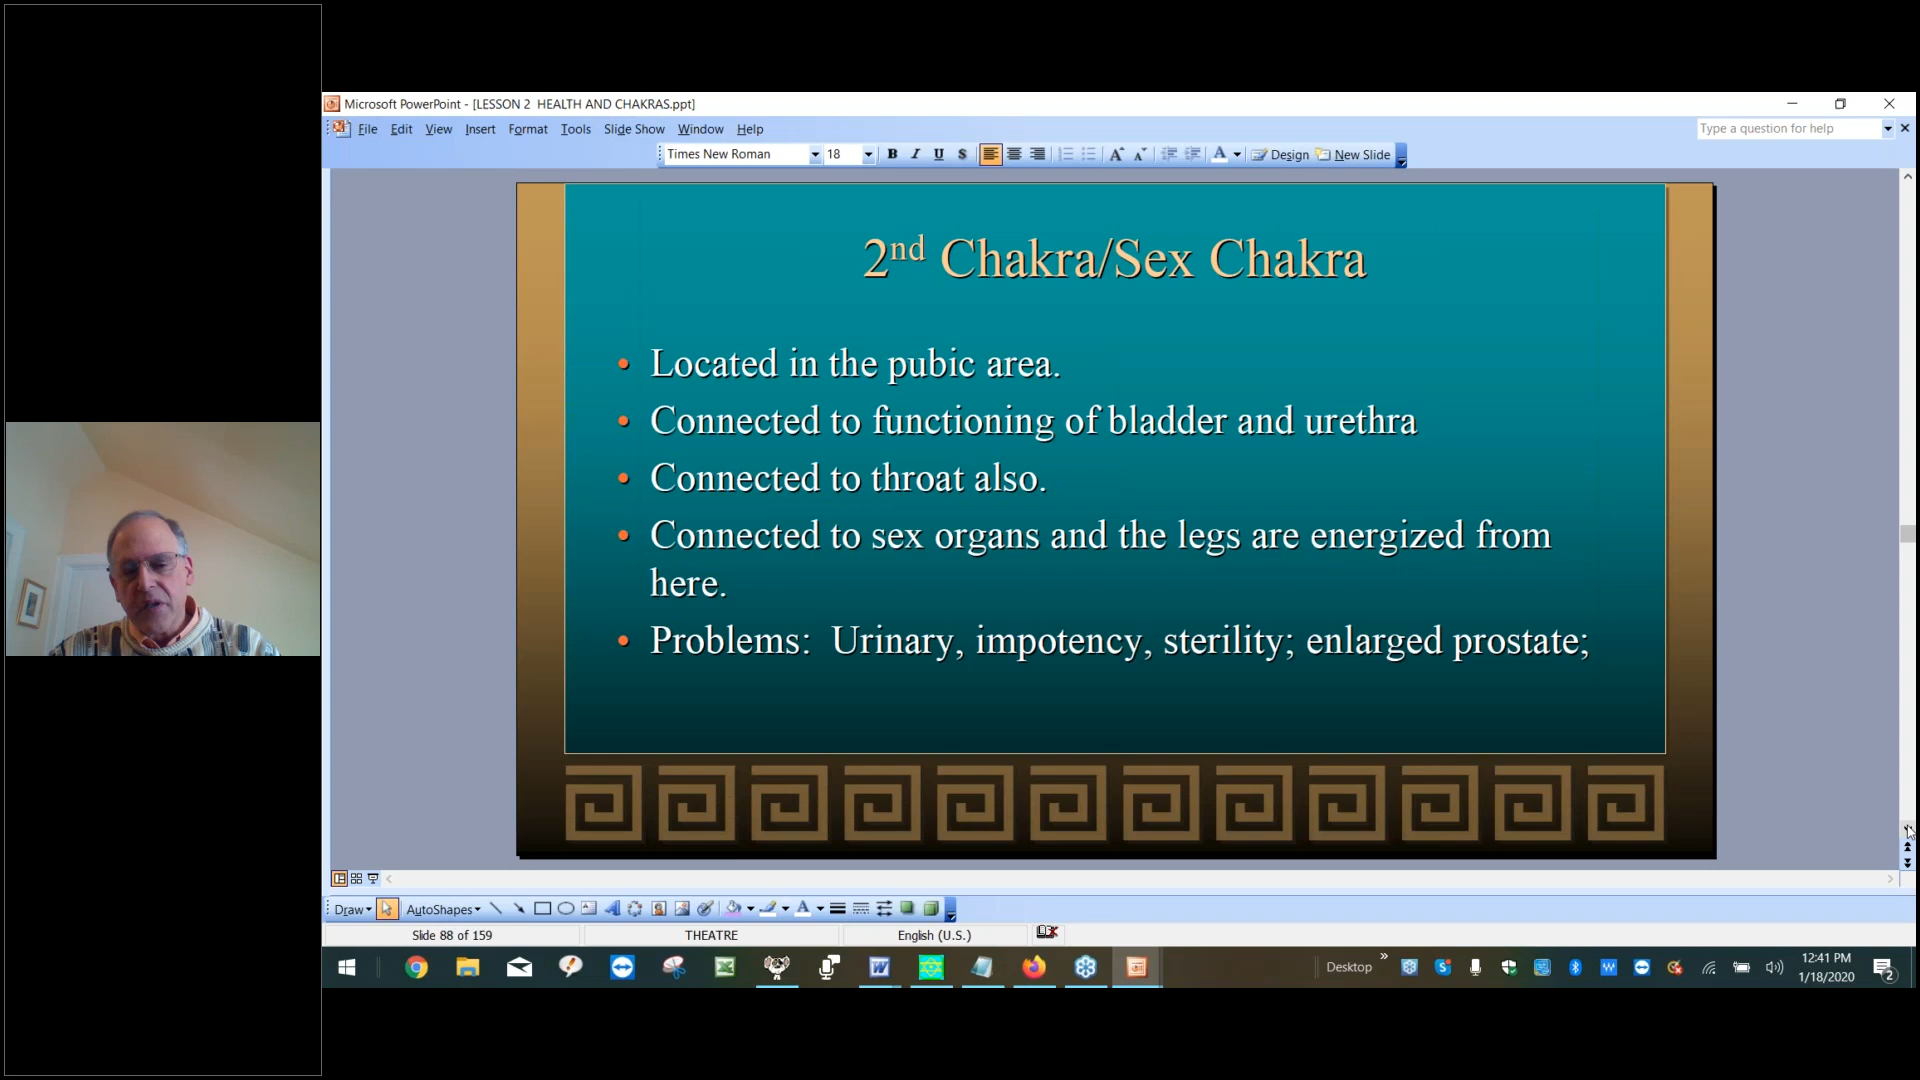 Microsoft PowerPoint - [LESSON 2  HEALTH AND CHAKRAS.ppt]
File Edit View Insert Format Tools Slide Show Window Help
Type a question for help
Times New Roman 18 B I U S A A A Design New Slide
2nd Chakra/Sex Chakra
• Located in the pubic area.
• Connected to functioning of bladder and urethra
• Connected to throat also.
• Connected to sex organs and the legs are energized from
here.
• Problems:  Urinary, impotency, sterility; enlarged prostate;
Draw AutoShapes A
Slide 88 of 159 THEATRE English (U.S.)
Desktop
12:41 PM
1/18/2020
2